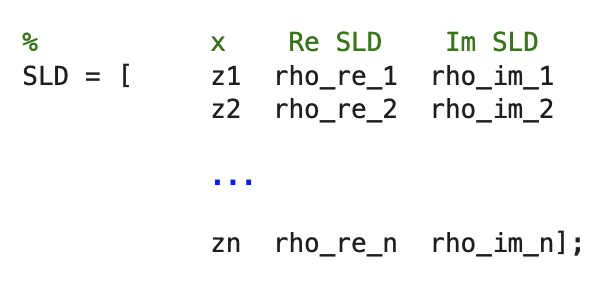 % x Re SLD Im SLD
SLD = [ z1 rho_re_1 rho_im_1
z2 rho_re_2 rho_im_2
...
zn rho_re_n rho_im_n];